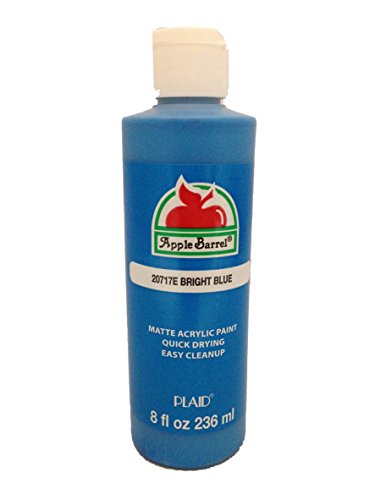 Apple Barrel®
20717E BRIGHT BLUE
MATTE ACRYLIC PAINT
QUICK DRYING
EASY CLEANUP
PLAID®
8 fl oz 236 ml